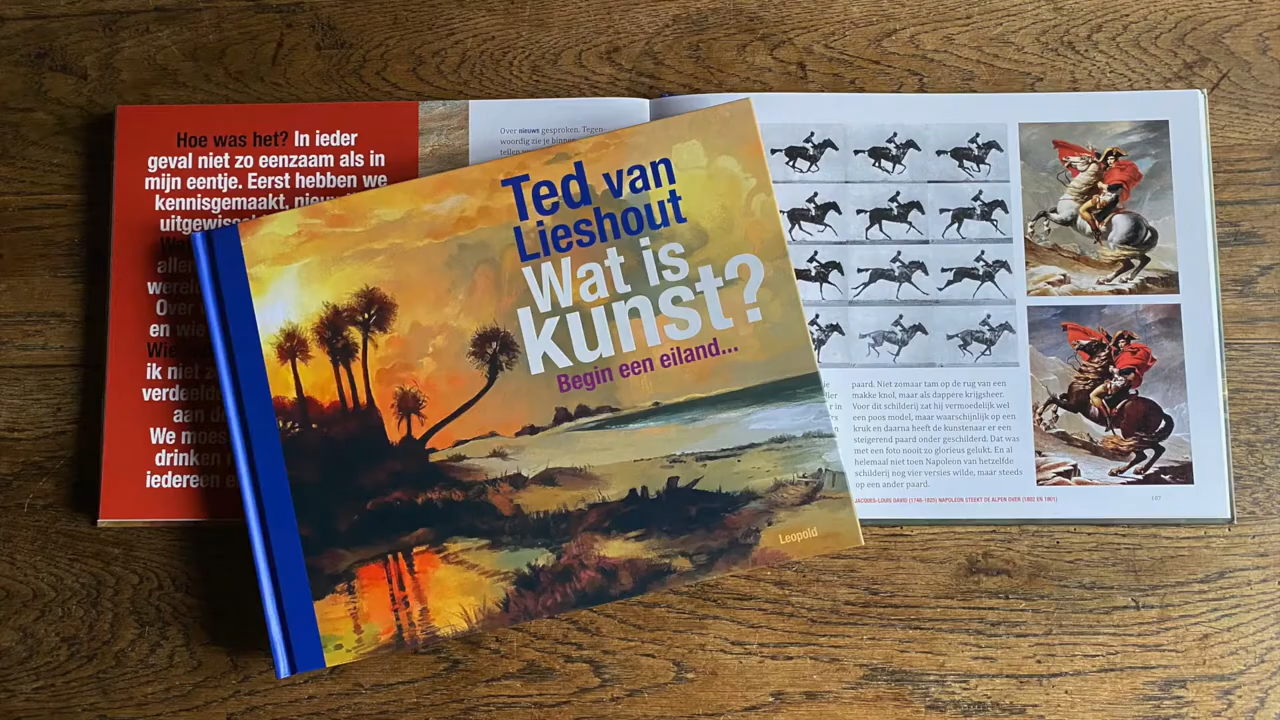 Hoe was het? In ieder
geval niet zo eenzaam als in
mijn eentje. Eerst hebben we
kennisgemaakt,
en
ik niet
We
drinken
iedereen
Over nieuws gesproken. Tegen-
woordig zie je binnen
Ted van
Lieshout
Wat is
kunst?
Begin een eiland...
Leopold
paard. Niet zomaar tam op de rug van een
makke knol, maar als dappere krijgsheer.
Voor dit schilderij zat hij vermoedelijk wel
een poos model, maar waarschijnlijk op een
kruk en daarna heeft de kunstenaar er een
steigerend paard onder geschilderd. Dat was
met een foto nooit zo glorieus gelukt. En al
helemaal niet toen Napoleon van hetzelfde
schilderij nog vier versies wilde, maar steeds
op een ander paard.
JACQUES-LOUIS DAVID (1748-1825) NAPOLEON STEEKT DE ALPEN OVER (1802 EN 1801)
107